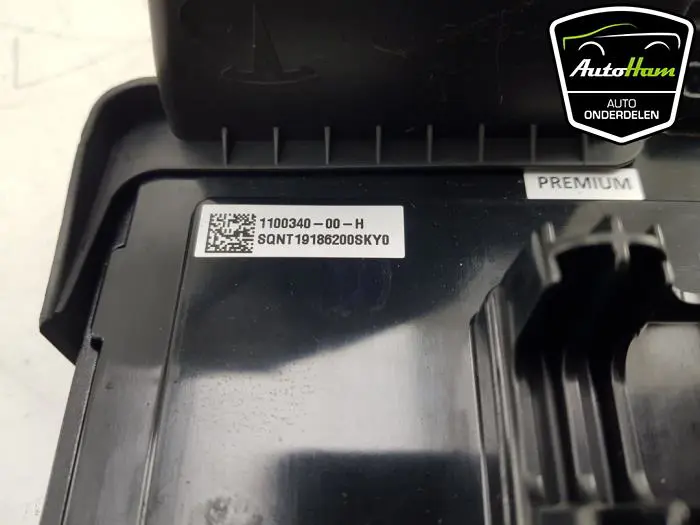 AutoHam
AUTO
ONDERDELEN
PREMIUM
1100340-00-H
SQNT19186200SKY0